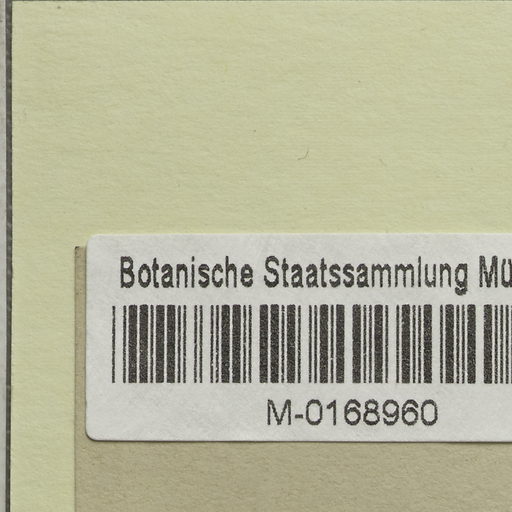 Botanische Staatssammlung Mü
M-0168960